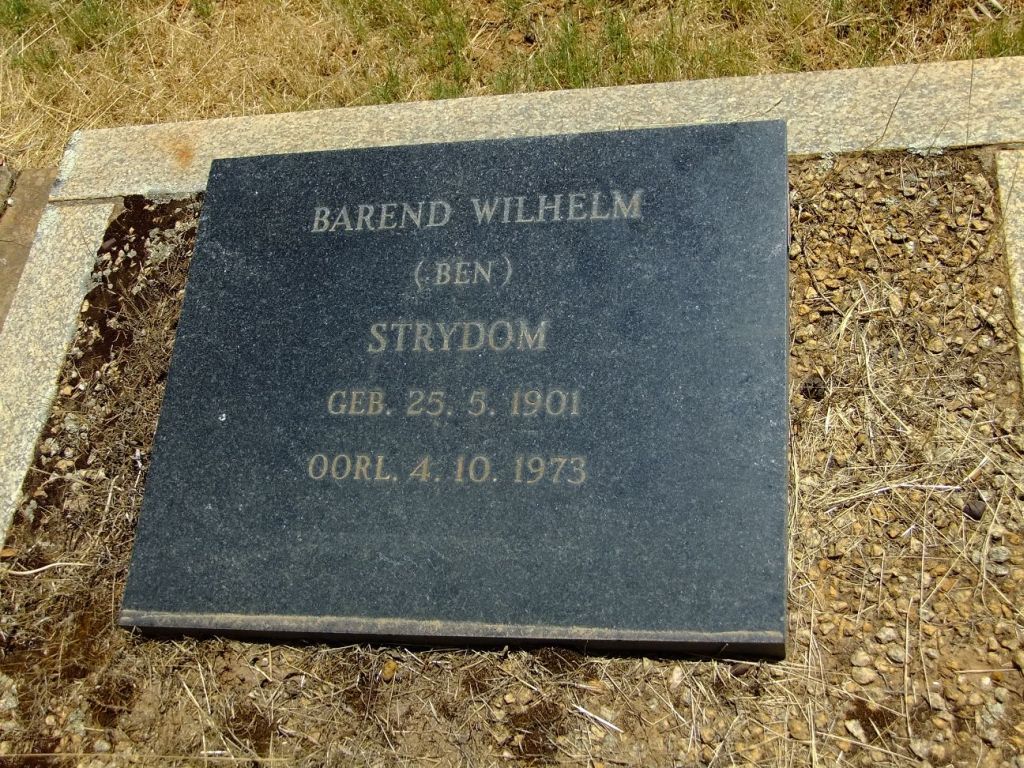 BAREND WILHELM
(BEN)
STRYDOM
GEB. 25. 5. 1901
OORL. 4. 10. 1973